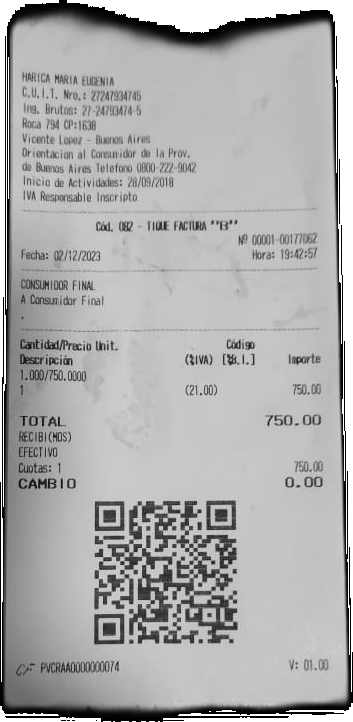 HARICA MARIA EUGENIA
C.U.I.T. Nro.: 27247934745
Ing. Brutos: 27-24793474-5
Roca 794 CP:1638
Vicente Lopez - Buenos Aires
Orientacion al Consumidor de la Prov.
de Buenos Aires Telefono 0800-222-9042
Inicio de Actividades: 28/09/2018
IVA Responsable Inscripto
Cód. 082 - TIQUE FACTURA "B"
Nº 00001-00177062
Fecha: 02/12/2023 Hora: 19:42:57
CONSUMIDOR FINAL
A Consumidor Final
.
Cantidad/Precio Unit. Código
Descripción (%IVA) [%B.I.] Importe
1.000/750.0000
1 (21.00) 750.00
TOTAL 750.00
RECIBI(MOS)
EFECTIVO
Cuotas: 1 750.00
CAMBIO 0.00
CF PVCRAA0000000074 V: 01.00